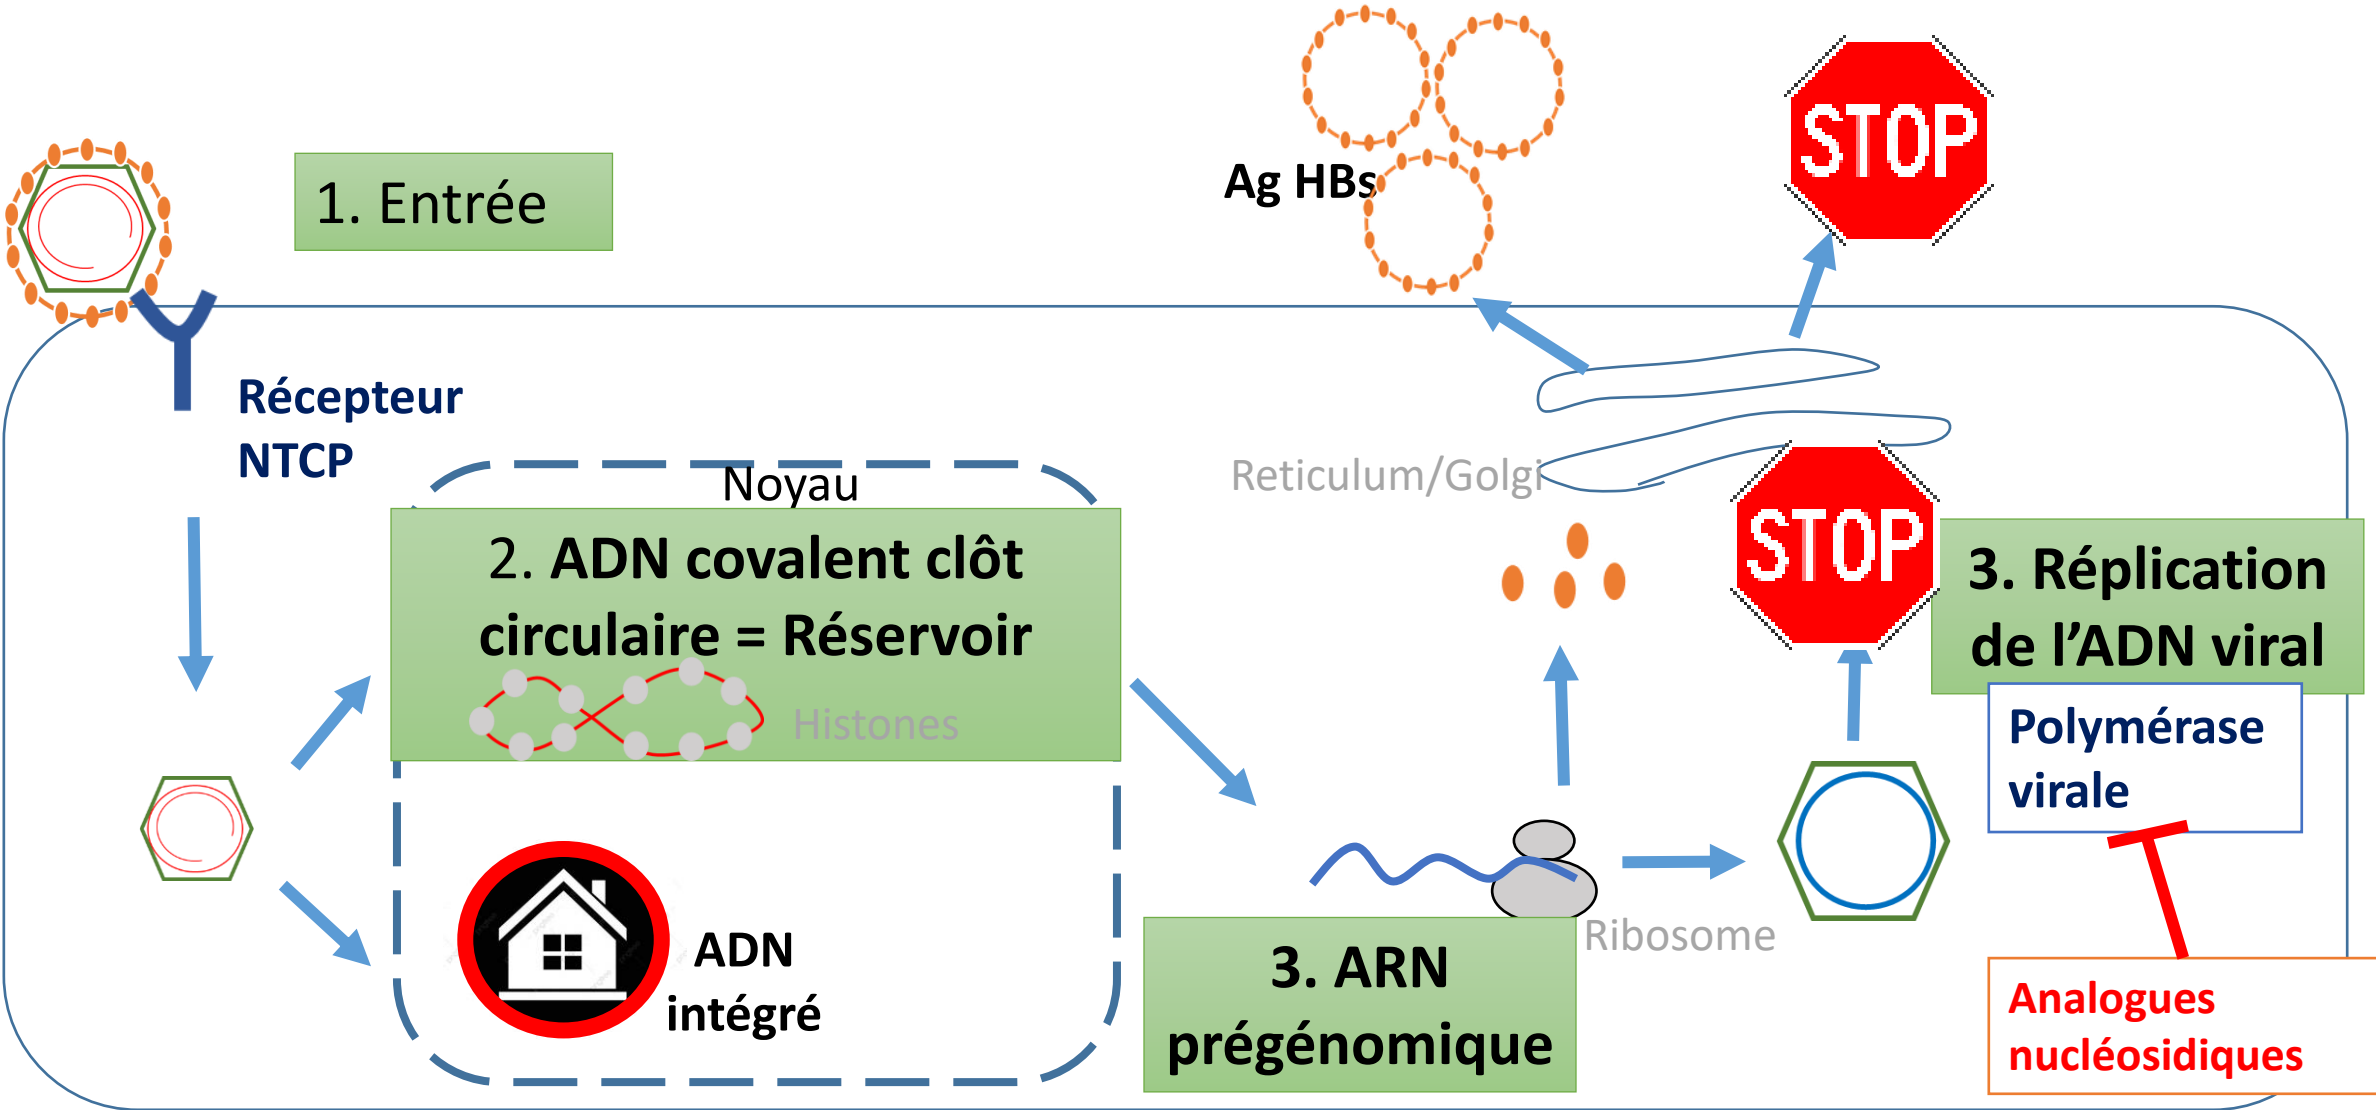 1. Entrée
Ag HBs
STOP
Récepteur
NTCP
Noyau
2. ADN covalent clôt
circulaire = Réservoir
Histones
ADN
intégré
Reticulum/Golgi
STOP
3. Réplication
de l’ADN viral
Polymérase
virale
Ribosome
3. ARN
prégénomique
Analogues
nucléosidiques